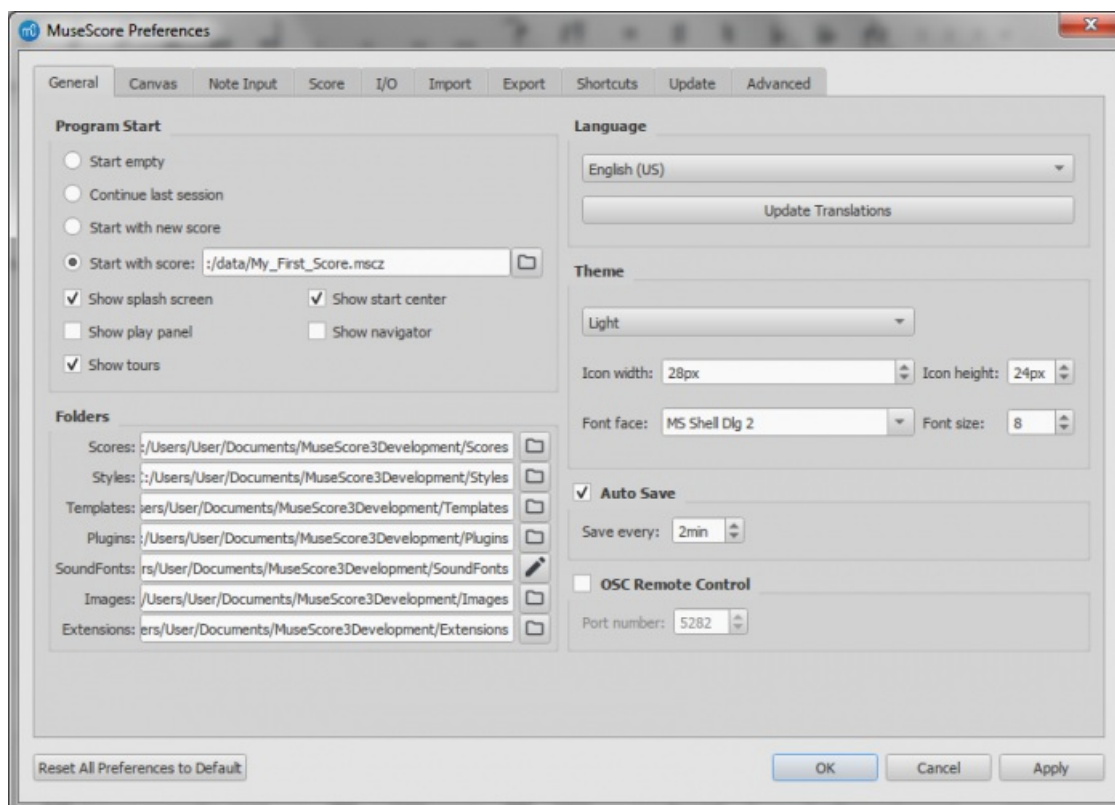 MuseScore Preferences
General Canvas Note Input Score I/O Import Export Shortcuts Update Advanced
Program Start
Start empty
Continue last session
Start with new score
Start with score: :/data/My_First_Score.mscz
Show splash screen Show start center
Show play panel Show navigator
Show tours
Folders
Scores: :/Users/User/Documents/MuseScore3Development/Scores
Styles: :/Users/User/Documents/MuseScore3Development/Styles
Templates: sers/User/Documents/MuseScore3Development/Templates
Plugins: :/Users/User/Documents/MuseScore3Development/Plugins
SoundFonts: rs/User/Documents/MuseScore3Development/SoundFonts
Images: /Users/User/Documents/MuseScore3Development/Images
Extensions: ers/User/Documents/MuseScore3Development/Extensions
Language
English (US)
Update Translations
Theme
Light
Icon width: 28px Icon height: 24px
Font face: MS Shell Dlg 2 Font size: 8
Auto Save
Save every: 2min
OSC Remote Control
Port number: 5282
Reset All Preferences to Default OK Cancel Apply